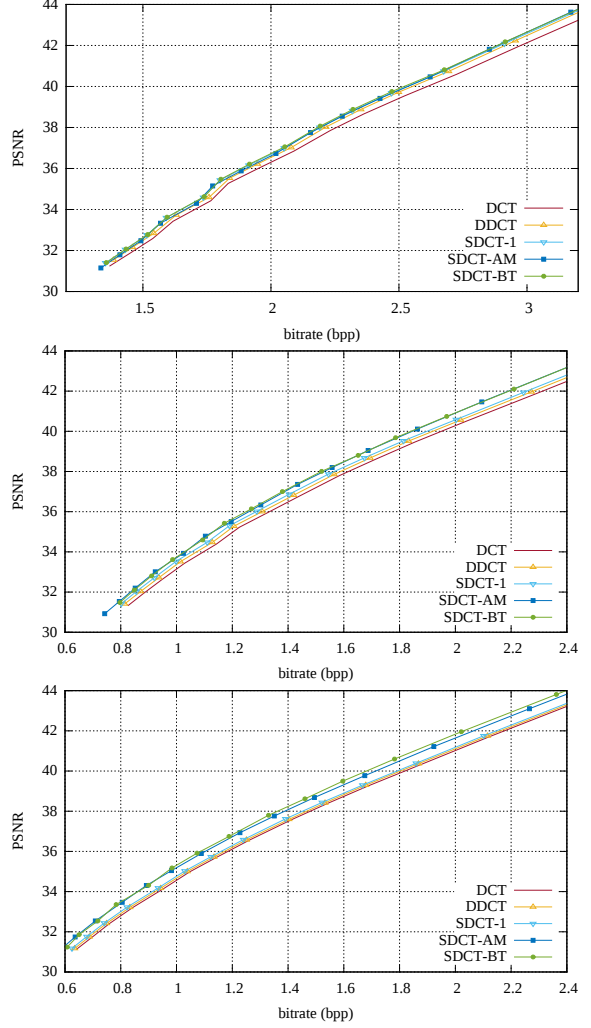 44
42
40
38
36
34
32
30
PSNR
DCT
DDCT
SDCT-1
SDCT-AM
SDCT-BT
1.5 2 2.5 3
bitrate (bpp)
44
42
40
38
36
34
32
30
PSNR
DCT
DDCT
SDCT-1
SDCT-AM
SDCT-BT
0.6 0.8 1 1.2 1.4 1.6 1.8 2 2.2 2.4
bitrate (bpp)
44
42
40
38
36
34
32
30
PSNR
DCT
DDCT
SDCT-1
SDCT-AM
SDCT-BT
0.6 0.8 1 1.2 1.4 1.6 1.8 2 2.2 2.4
bitrate (bpp)